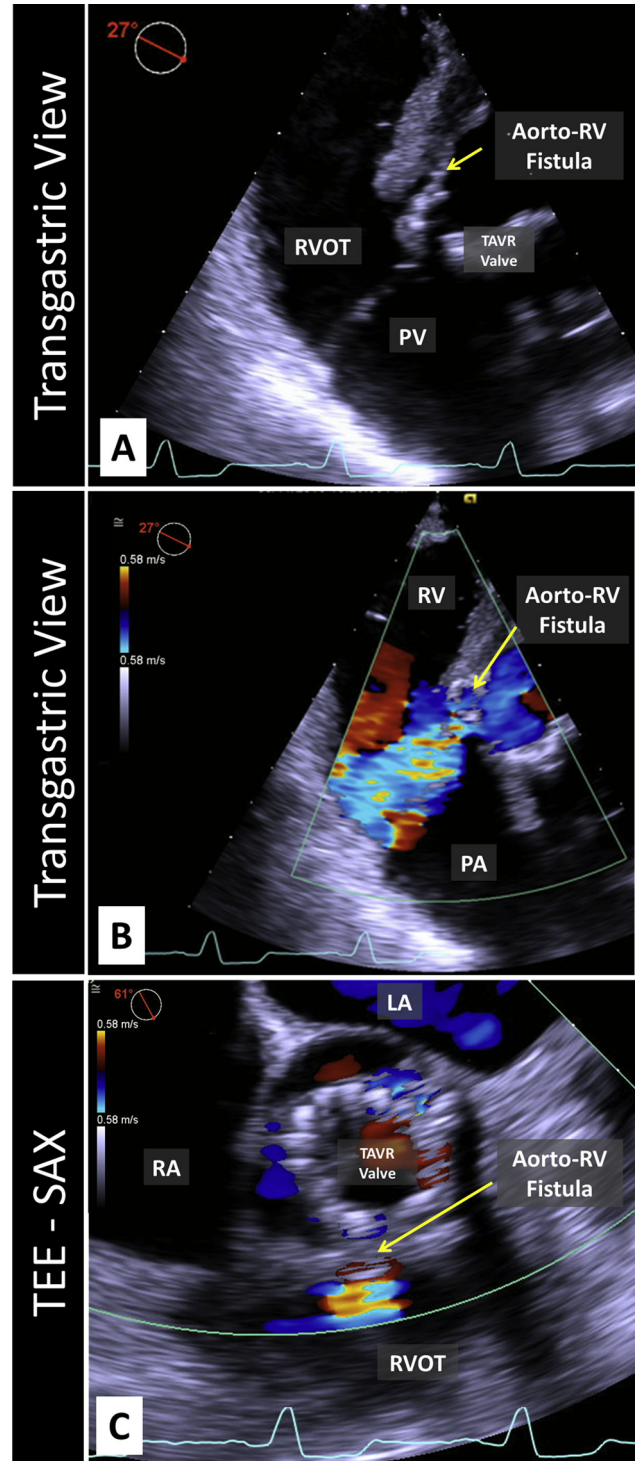 Transgastric View
27°
Aorto-RV
Fistula
RVOT
TAVR
Valve
PV
A
Transgastric View
27°
0.58 m/s
0.58 m/s
RV
Aorto-RV
Fistula
PA
B
TEE - SAX
61°
0.58 m/s
0.58 m/s
LA
RA
TAVR
Valve
Aorto-RV
Fistula
RVOT
C